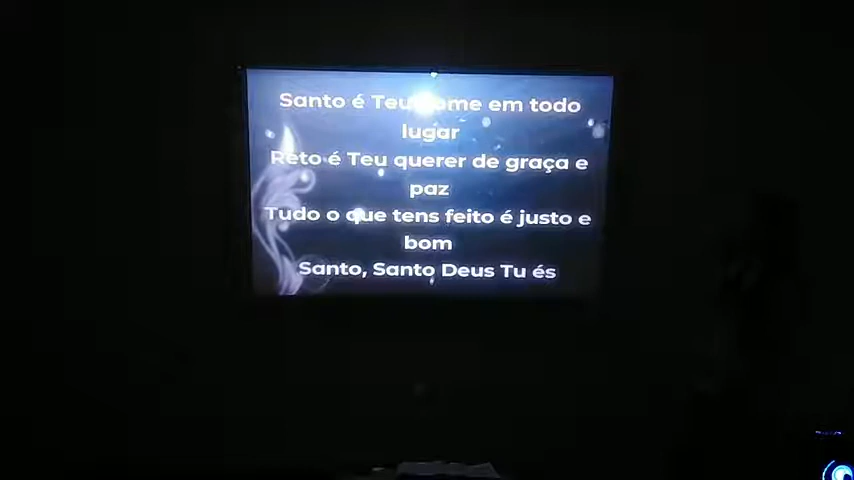 Santo é Teu nome em todo
lugar
Reto é Teu querer de graça e
paz
Tudo o que tens feito é justo e
bom
Santo, Santo Deus Tu és